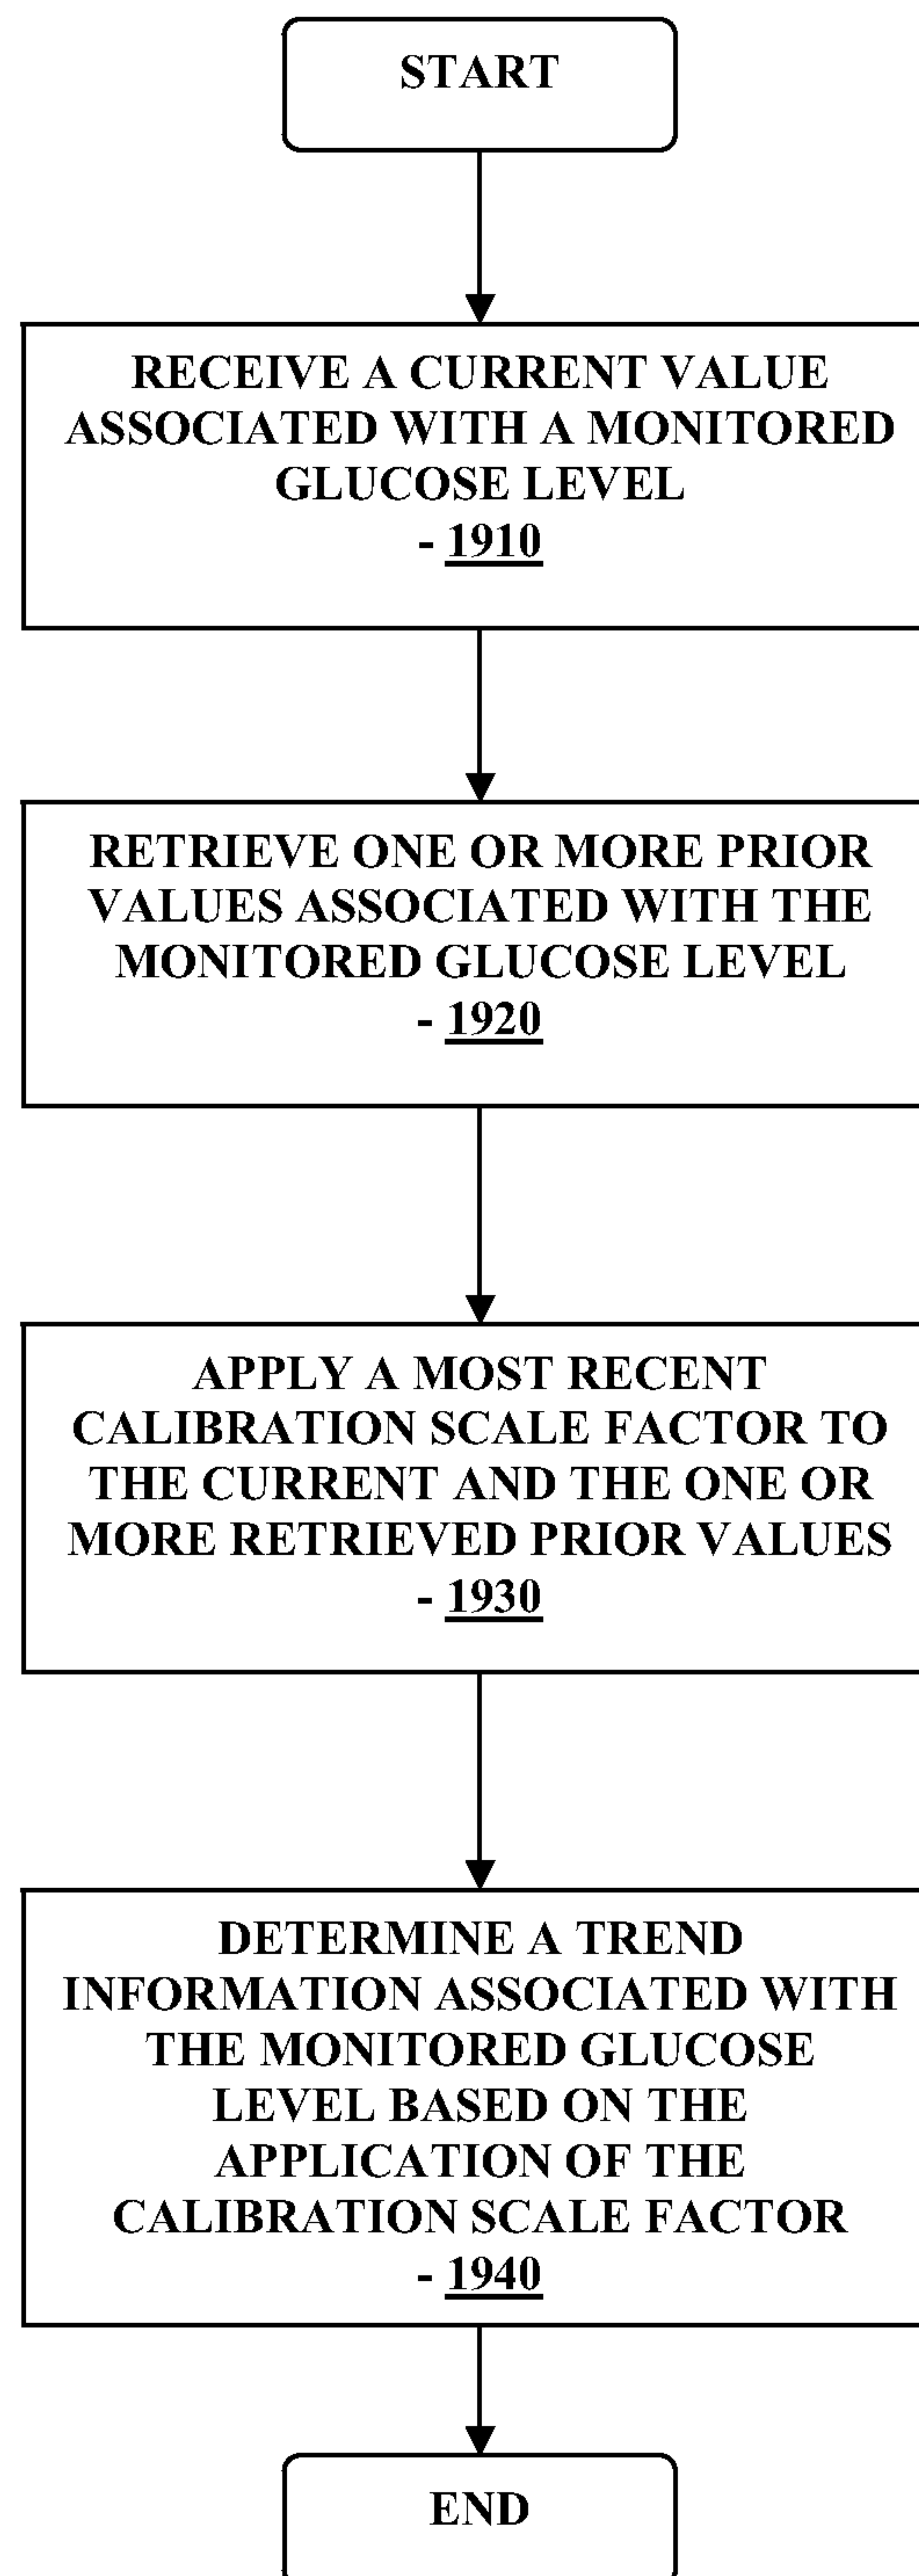 START
RECEIVE A CURRENT VALUE
ASSOCIATED WITH A MONITORED
GLUCOSE LEVEL
- 1910
RETRIEVE ONE OR MORE PRIOR
VALUES ASSOCIATED WITH THE
MONITORED GLUCOSE LEVEL
- 1920
APPLY A MOST RECENT
CALIBRATION SCALE FACTOR TO
THE CURRENT AND THE ONE OR
MORE RETRIEVED PRIOR VALUES
- 1930
DETERMINE A TREND
INFORMATION ASSOCIATED WITH
THE MONITORED GLUCOSE
LEVEL BASED ON THE
APPLICATION OF THE
CALIBRATION SCALE FACTOR
- 1940
END